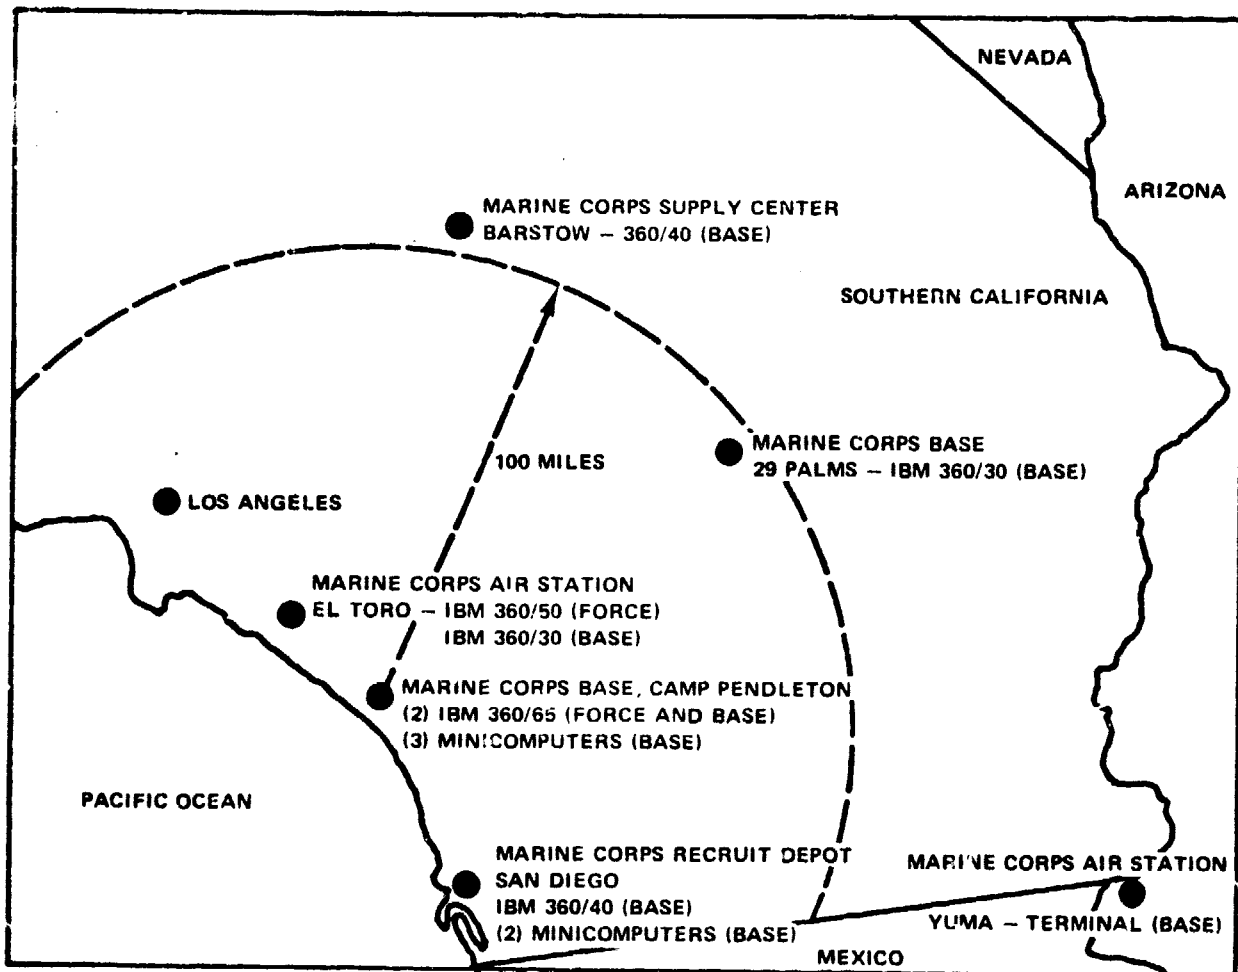 NEVADA
ARIZONA
MARINE CORPS SUPPLY CENTER
BARSTOW – 360/40 (BASE)
SOUTHERN CALIFORNIA
MARINE CORPS BASE
29 PALMS – IBM 360/30 (BASE)
100 MILES
LOS ANGELES
MARINE CORPS AIR STATION
EL TORO – IBM 360/50 (FORCE)
IBM 360/30 (BASE)
MARINE CORPS BASE, CAMP PENDLETON
(2) IBM 360/65 (FORCE AND BASE)
(3) MINICOMPUTERS (BASE)
PACIFIC OCEAN
MARINE CORPS RECRUIT DEPOT
SAN DIEGO
IBM 360/40 (BASE)
(2) MINICOMPUTERS (BASE)
MARINE CORPS AIR STATION
YUMA – TERMINAL (BASE)
MEXICO